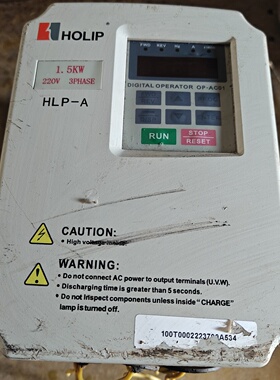 HOLIP
1.5KW
220V 3PHASE
FWD REV
DIGITAL OPERATOR OP-AC01
HLP-A
RUN
STOP
RESET
CAUTION:
• High voltage inside.
WARNING:
• Do not connect AC power to output terminals (U.V.W).
• Discharging time is greater than 5 seconds.
• Do not Inspect components unless inside "CHARGE"
lamp is turned off.